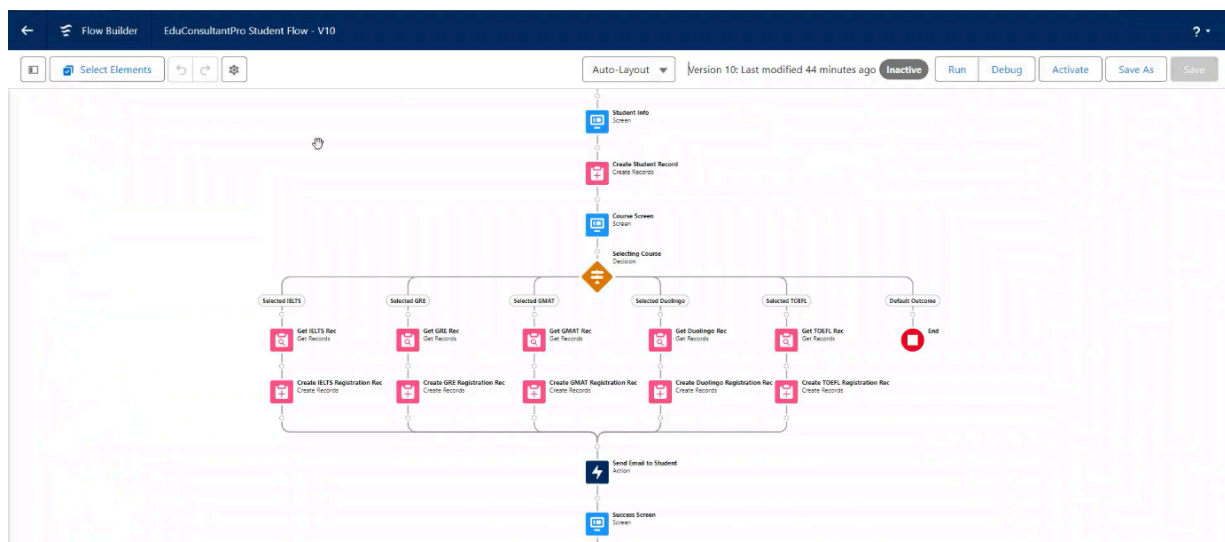 Flow Builder EduConsultantPro Student Flow - V10 ?
Select Elements Auto-Layout Version 10: Last modified 44 minutes ago Inactive Run Debug Activate Save As Save
Student Info
Screen
Create Student Record
Create Records
Course Screen
Screen
Selecting Course
Decision
Selected IELTS Selected GRE Selected GMAT Selected Duolingo Selected TOEFL Default Outcome
Get IELTS Rec Get GRE Rec Get GMAT Rec Get Duolingo Rec Get TOEFL Rec End
Get Records Get Records Get Records Get Records Get Records
Create IELTS Registration Rec Create GRE Registration Rec Create GMAT Registration Rec Create Duolingo Registration Rec Create TOEFL Registration Rec
Create Records Create Records Create Records Create Records Create Records
Send Email to Student
Action
Success Screen
Screen